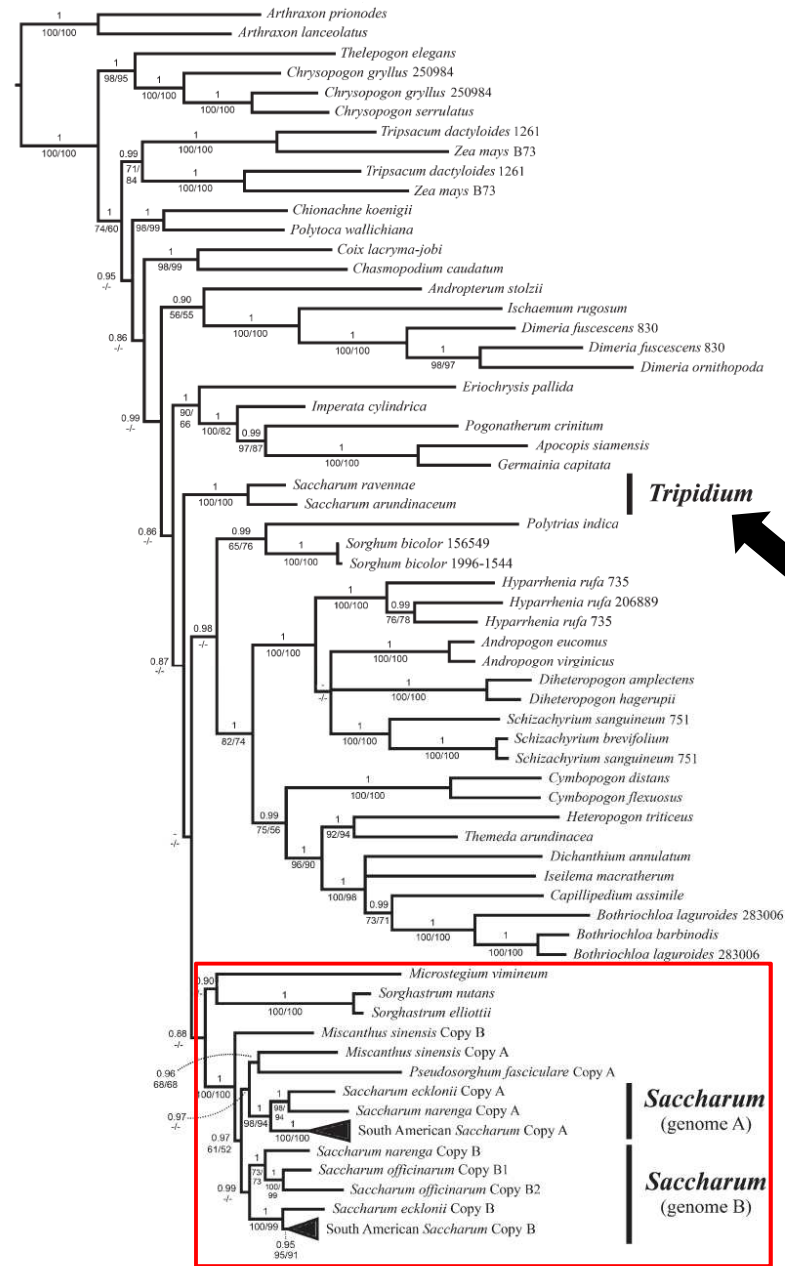 1
100/100
Arthraxon prionodes
Arthraxon lanceolatus
Thelepogon elegans
1
98/95
1
100/100
Chrysopogon gryllus 250984
1
100/100
Chrysopogon gryllus 250984
Chrysopogon serrulatus
1
100/100
Tripsacum dactyloides 1261
1
100/100
0.99
71/
84
Zea mays B73
Tripsacum dactyloides 1261
1
100/100
Zea mays B73
1
74/60
Chionachne koenigii
1
98/99
Polytoca wallichiana
0.95
-/-
Coix lacryma-jobi
1
98/99
Chasmopodium caudatum
0.86
-/-
Andropterum stolzii
0.90
56/55
Ischaemum rugosum
1
100/100
Dimeria fuscescens 830
1
100/100
Dimeria fuscescens 830
1
98/97
Dimeria ornithopoda
0.99
-/-
Eriochrysis pallida
1
90/
66
Imperata cylindrica
1
100/82
Pogonatherum crinitum
0.99
97/87
Apocopis siamensis
1
100/100
Germainia capitata
Saccharum ravennae
1
100/100
Saccharum arundinaceum
Tripidium
0.86
-/-
Polytrias indica
0.99
65/76
Sorghum bicolor 156549
1
100/100
Sorghum bicolor 1996-1544
Hyparrhenia rufa 735
1
100/100
Hyparrhenia rufa 206889
0.99
76/78
Hyparrhenia rufa 735
0.98
-/-
1
100/100
Andropogon eucomus
1
100/100
Andropogon virginicus
0.87
-/-
Diheteropogon amplectens
1
100/100
Diheteropogon hagerupii
-
-/-
Schizachyrium sanguineum 751
1
100/100
Schizachyrium brevifolium
1
100/100
Schizachyrium sanguineum 751
1
82/74
Cymbopogon distans
1
100/100
Cymbopogon flexuosus
0.99
75/56
Heteropogon triticeus
1
92/94
Themeda arundinacea
-
-/-
1
96/90
Dichanthium annulatum
Iseilema macratherum
1
100/98
Capillipedium assimile
0.99
73/71
Bothriochloa laguroides 283006
1
100/100
Bothriochloa barbinodis
1
100/100
Bothriochloa laguroides 283006
Microstegium vimineum
0.90
-/-
Sorghastrum nutans
1
100/100
Sorghastrum elliottii
0.88
-/-
Miscanthus sinensis Copy B
Miscanthus sinensis Copy A
0.96
68/68
Pseudosorghum fasciculare Copy A
1
100/100
Saccharum ecklonii Copy A
1
98/
94
Saccharum narenga Copy A
0.97
-/-
1
98/94
South American Saccharum Copy A
1
100/100
Saccharum
(genome A)
0.97
61/52
Saccharum narenga Copy B
1
73/
73
Saccharum officinarum Copy B1
1
100/
99
Saccharum officinarum Copy B2
0.99
-/-
Saccharum ecklonii Copy B
1
100/99
South American Saccharum Copy B
0.95
95/91
Saccharum
(genome B)